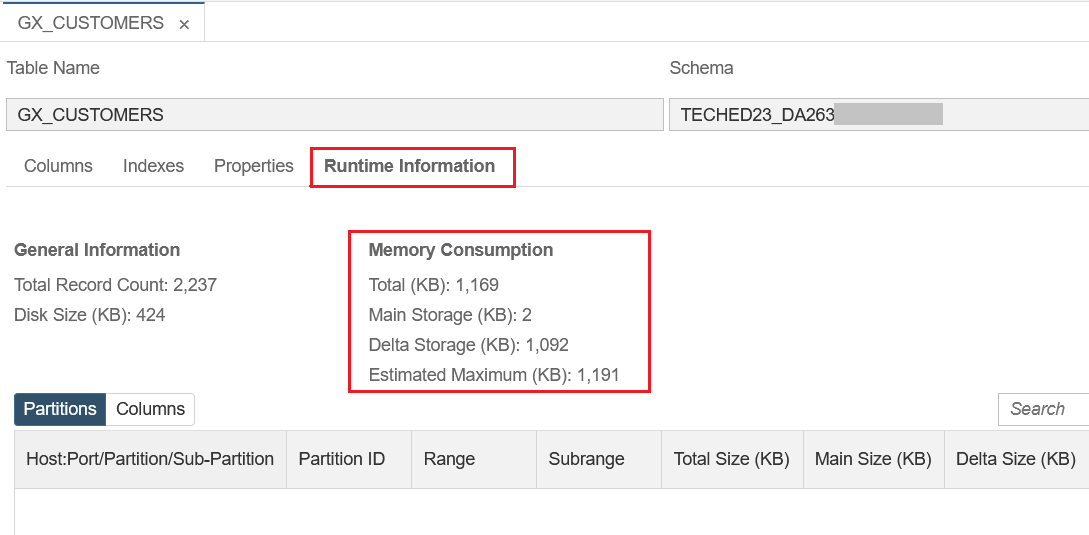 GX_CUSTOMERS ×
Table Name Schema
GX_CUSTOMERS TECHED23_DA263
Columns Indexes Properties Runtime Information
General Information Memory Consumption
Total Record Count: 2,237 Total (KB): 1,169
Disk Size (KB): 424 Main Storage (KB): 2
Delta Storage (KB): 1,092
Estimated Maximum (KB): 1,191
Partitions Columns Search
Host:Port/Partition/Sub-Partition Partition ID Range Subrange Total Size (KB) Main Size (KB) Delta Size (KB)